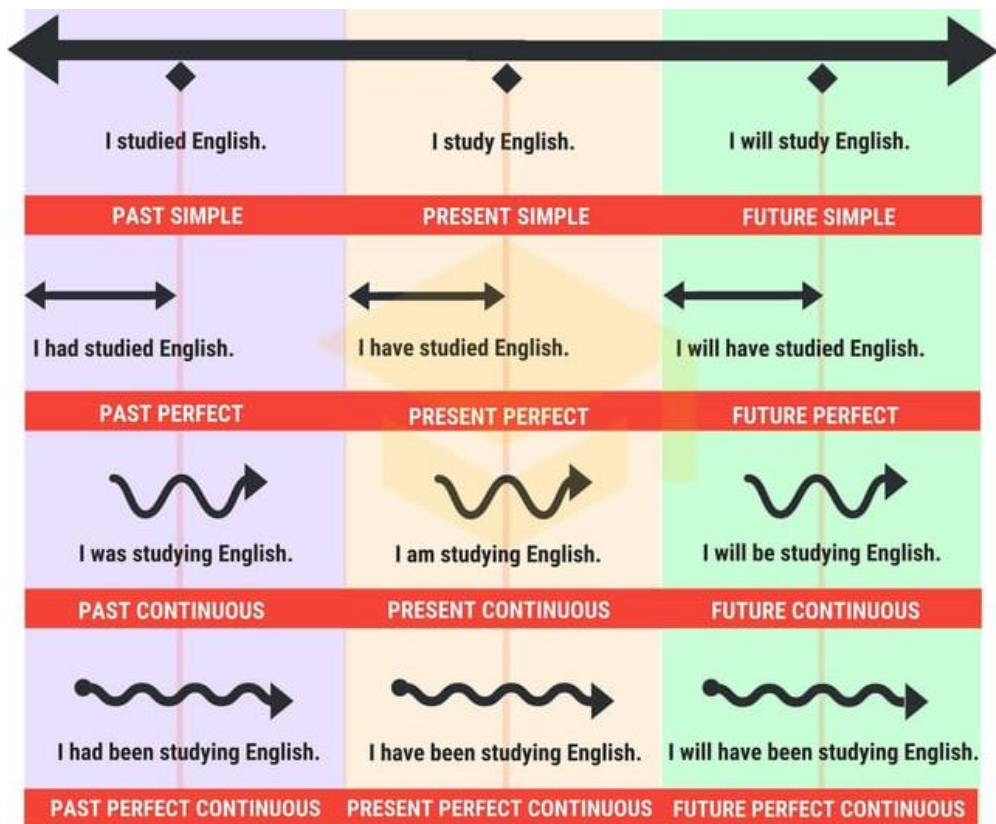 I studied English.
I study English.
I will study English.
PAST SIMPLE
PRESENT SIMPLE
FUTURE SIMPLE
I had studied English.
I have studied English.
I will have studied English.
PAST PERFECT
PRESENT PERFECT
FUTURE PERFECT
I was studying English.
I am studying English.
I will be studying English.
PAST CONTINUOUS
PRESENT CONTINUOUS
FUTURE CONTINUOUS
I had been studying English.
I have been studying English.
I will have been studying English.
PAST PERFECT CONTINUOUS
PRESENT PERFECT CONTINUOUS
FUTURE PERFECT CONTINUOUS